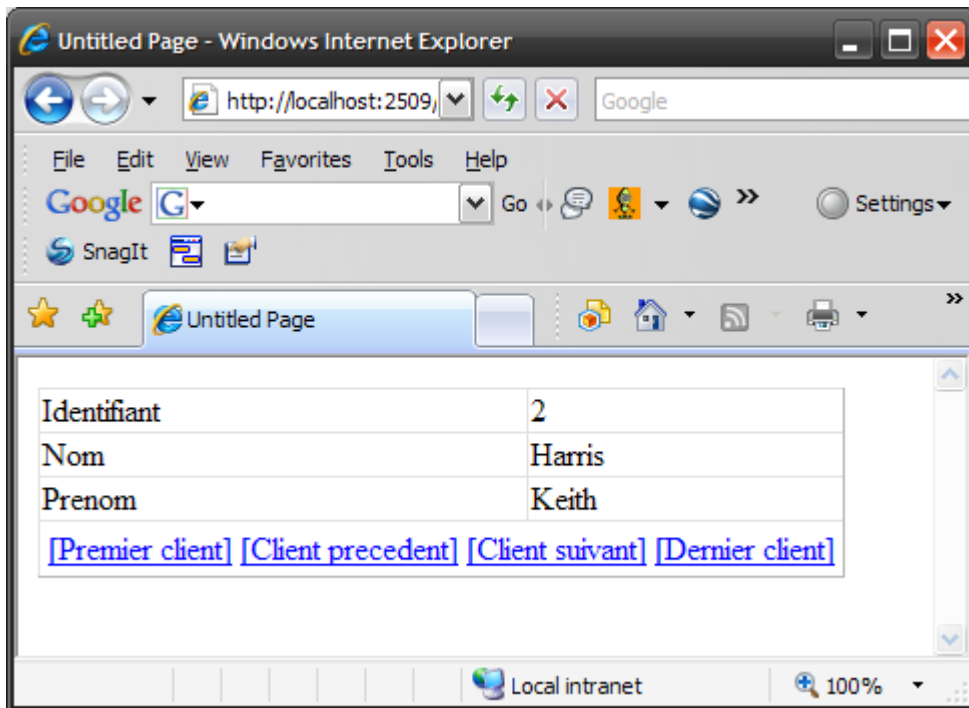 Untitled Page - Windows Internet Explorer
http://localhost:2509/ Google
File Edit View Favorites Tools Help
Google G Go » Settings
SnagIt
Untitled Page »
Identifiant 2
Nom Harris
Prenom Keith
[Premier client] [Client precedent] [Client suivant] [Dernier client]
Local intranet 100%